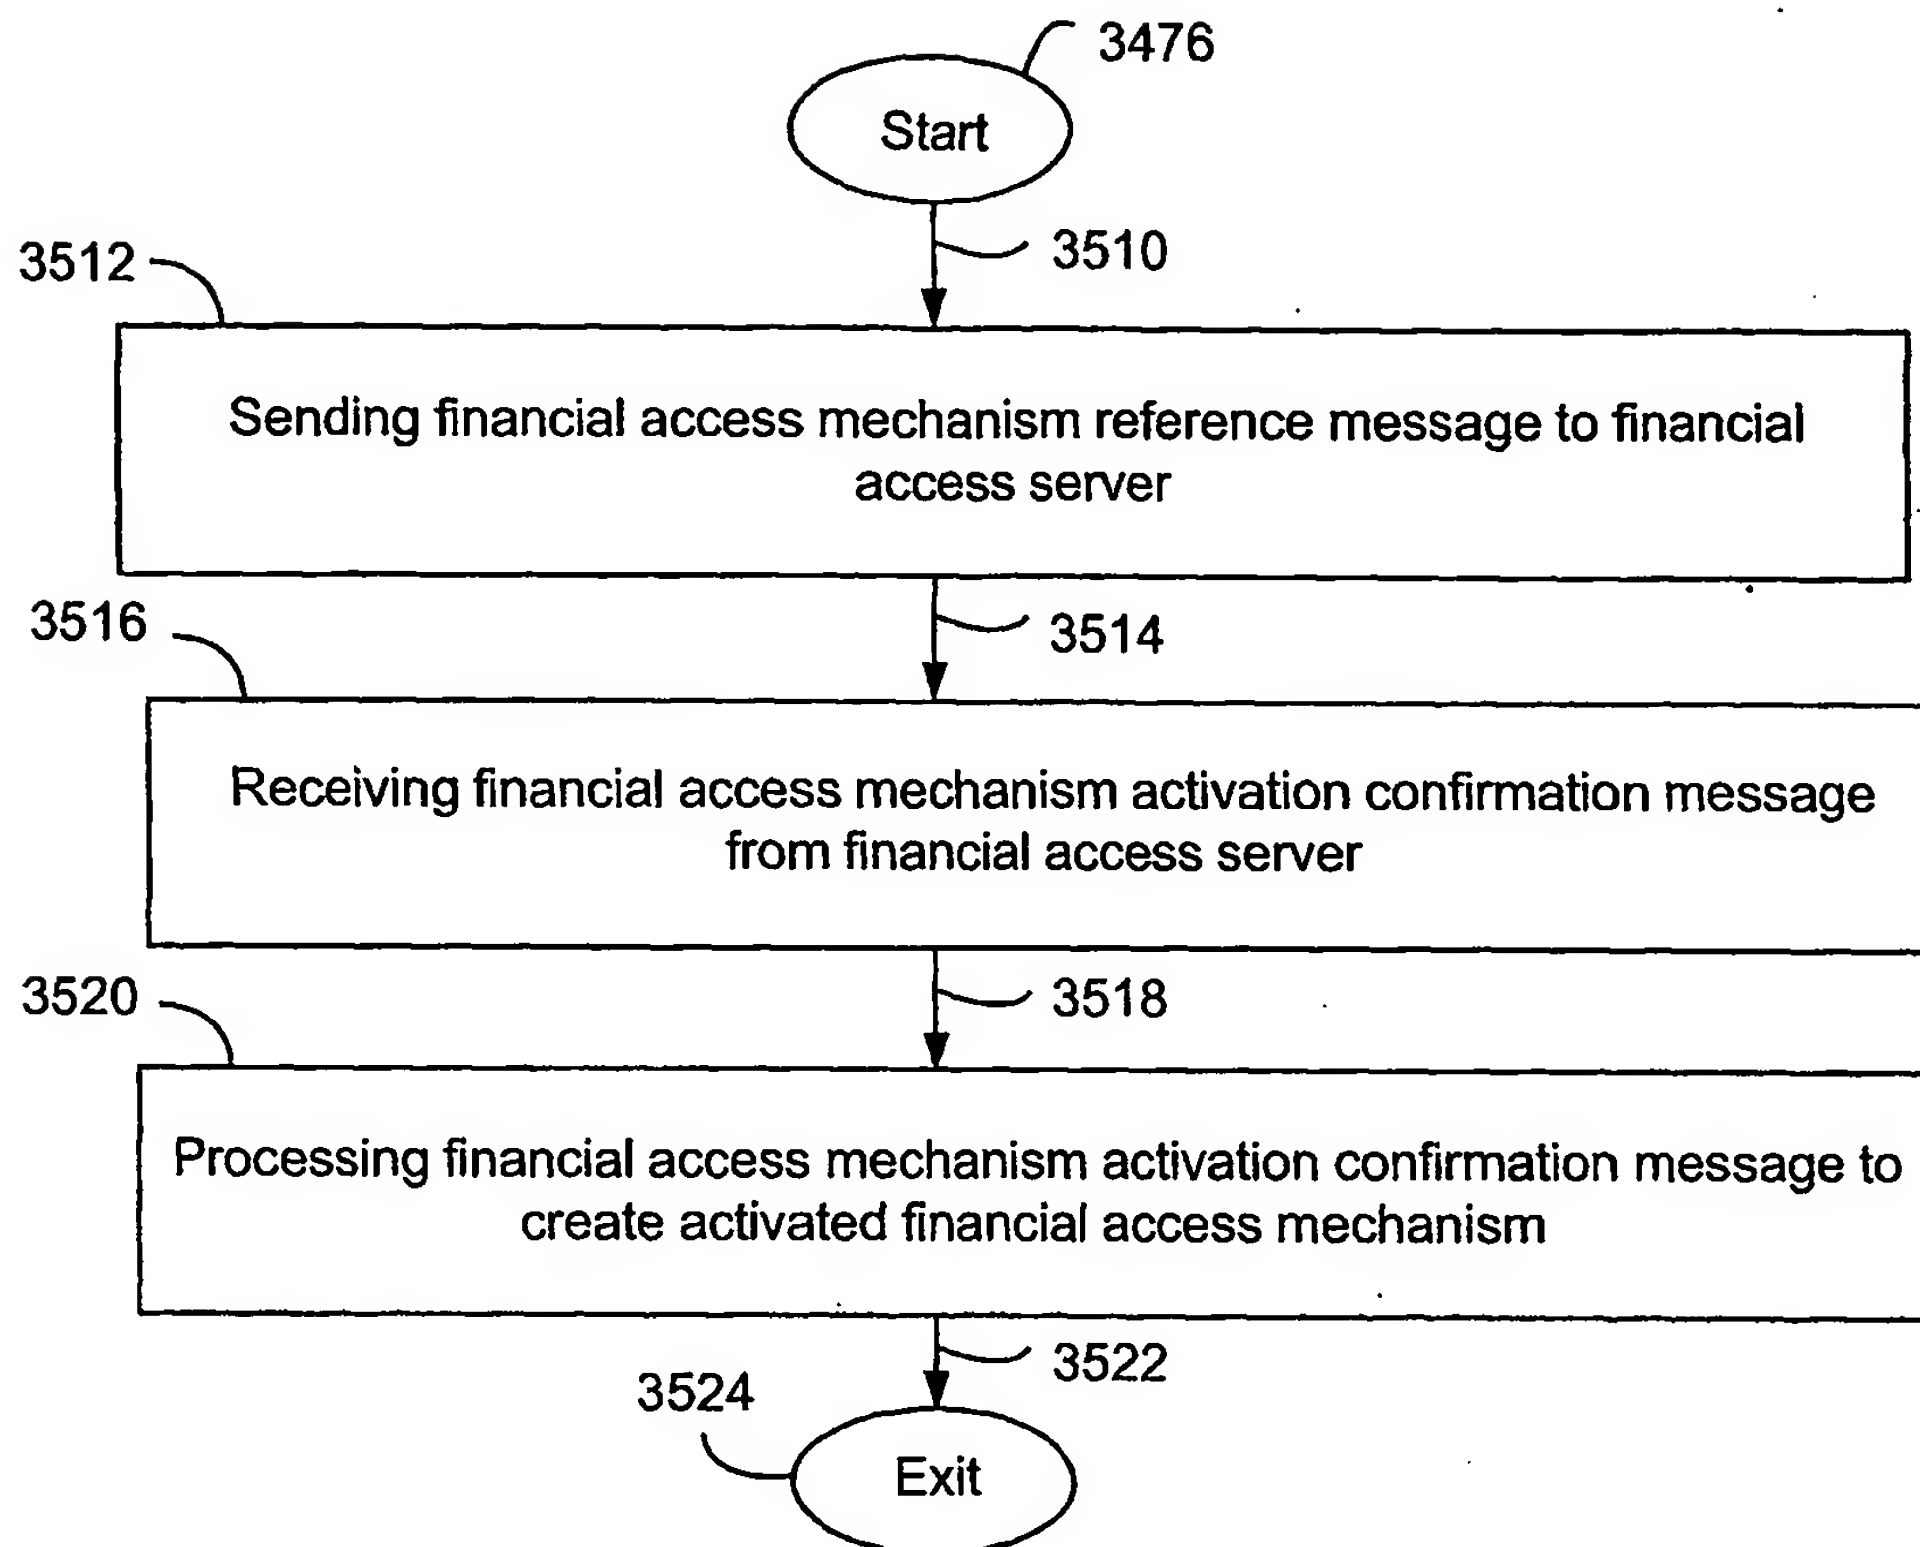 3476
Start
3510
3512
Sending financial access mechanism reference message to financial
access server
3514
3516
Receiving financial access mechanism activation confirmation message
from financial access server
3518
3520
Processing financial access mechanism activation confirmation message to
create activated financial access mechanism
3522
3524
Exit